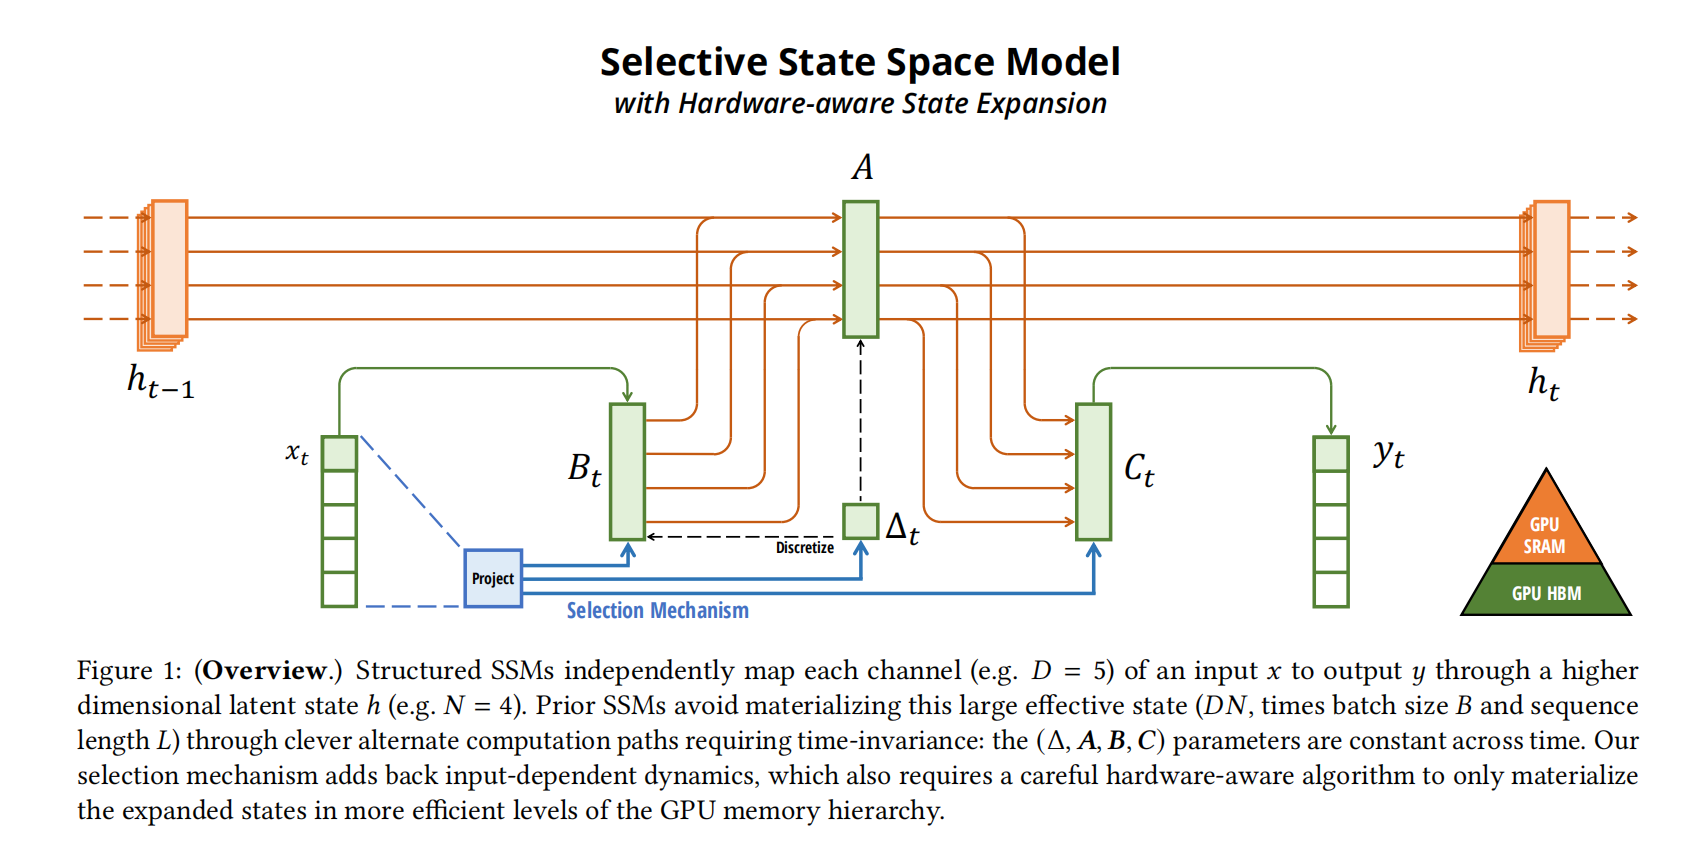 Selective State Space Model
with Hardware-aware State Expansion
A
h_{t−1}
h_t
x_t
B_t
C_t
y_t
Δ_t
Discretize
Project
Selection Mechanism
GPU
SRAM
GPU HBM
Figure 1: (Overview.) Structured SSMs independently map each channel (e.g. D = 5) of an input x to output y through a higher
dimensional latent state h (e.g. N = 4). Prior SSMs avoid materializing this large effective state (DN, times batch size B and sequence
length L) through clever alternate computation paths requiring time-invariance: the (Δ, A, B, C) parameters are constant across time. Our
selection mechanism adds back input-dependent dynamics, which also requires a careful hardware-aware algorithm to only materialize
the expanded states in more efficient levels of the GPU memory hierarchy.